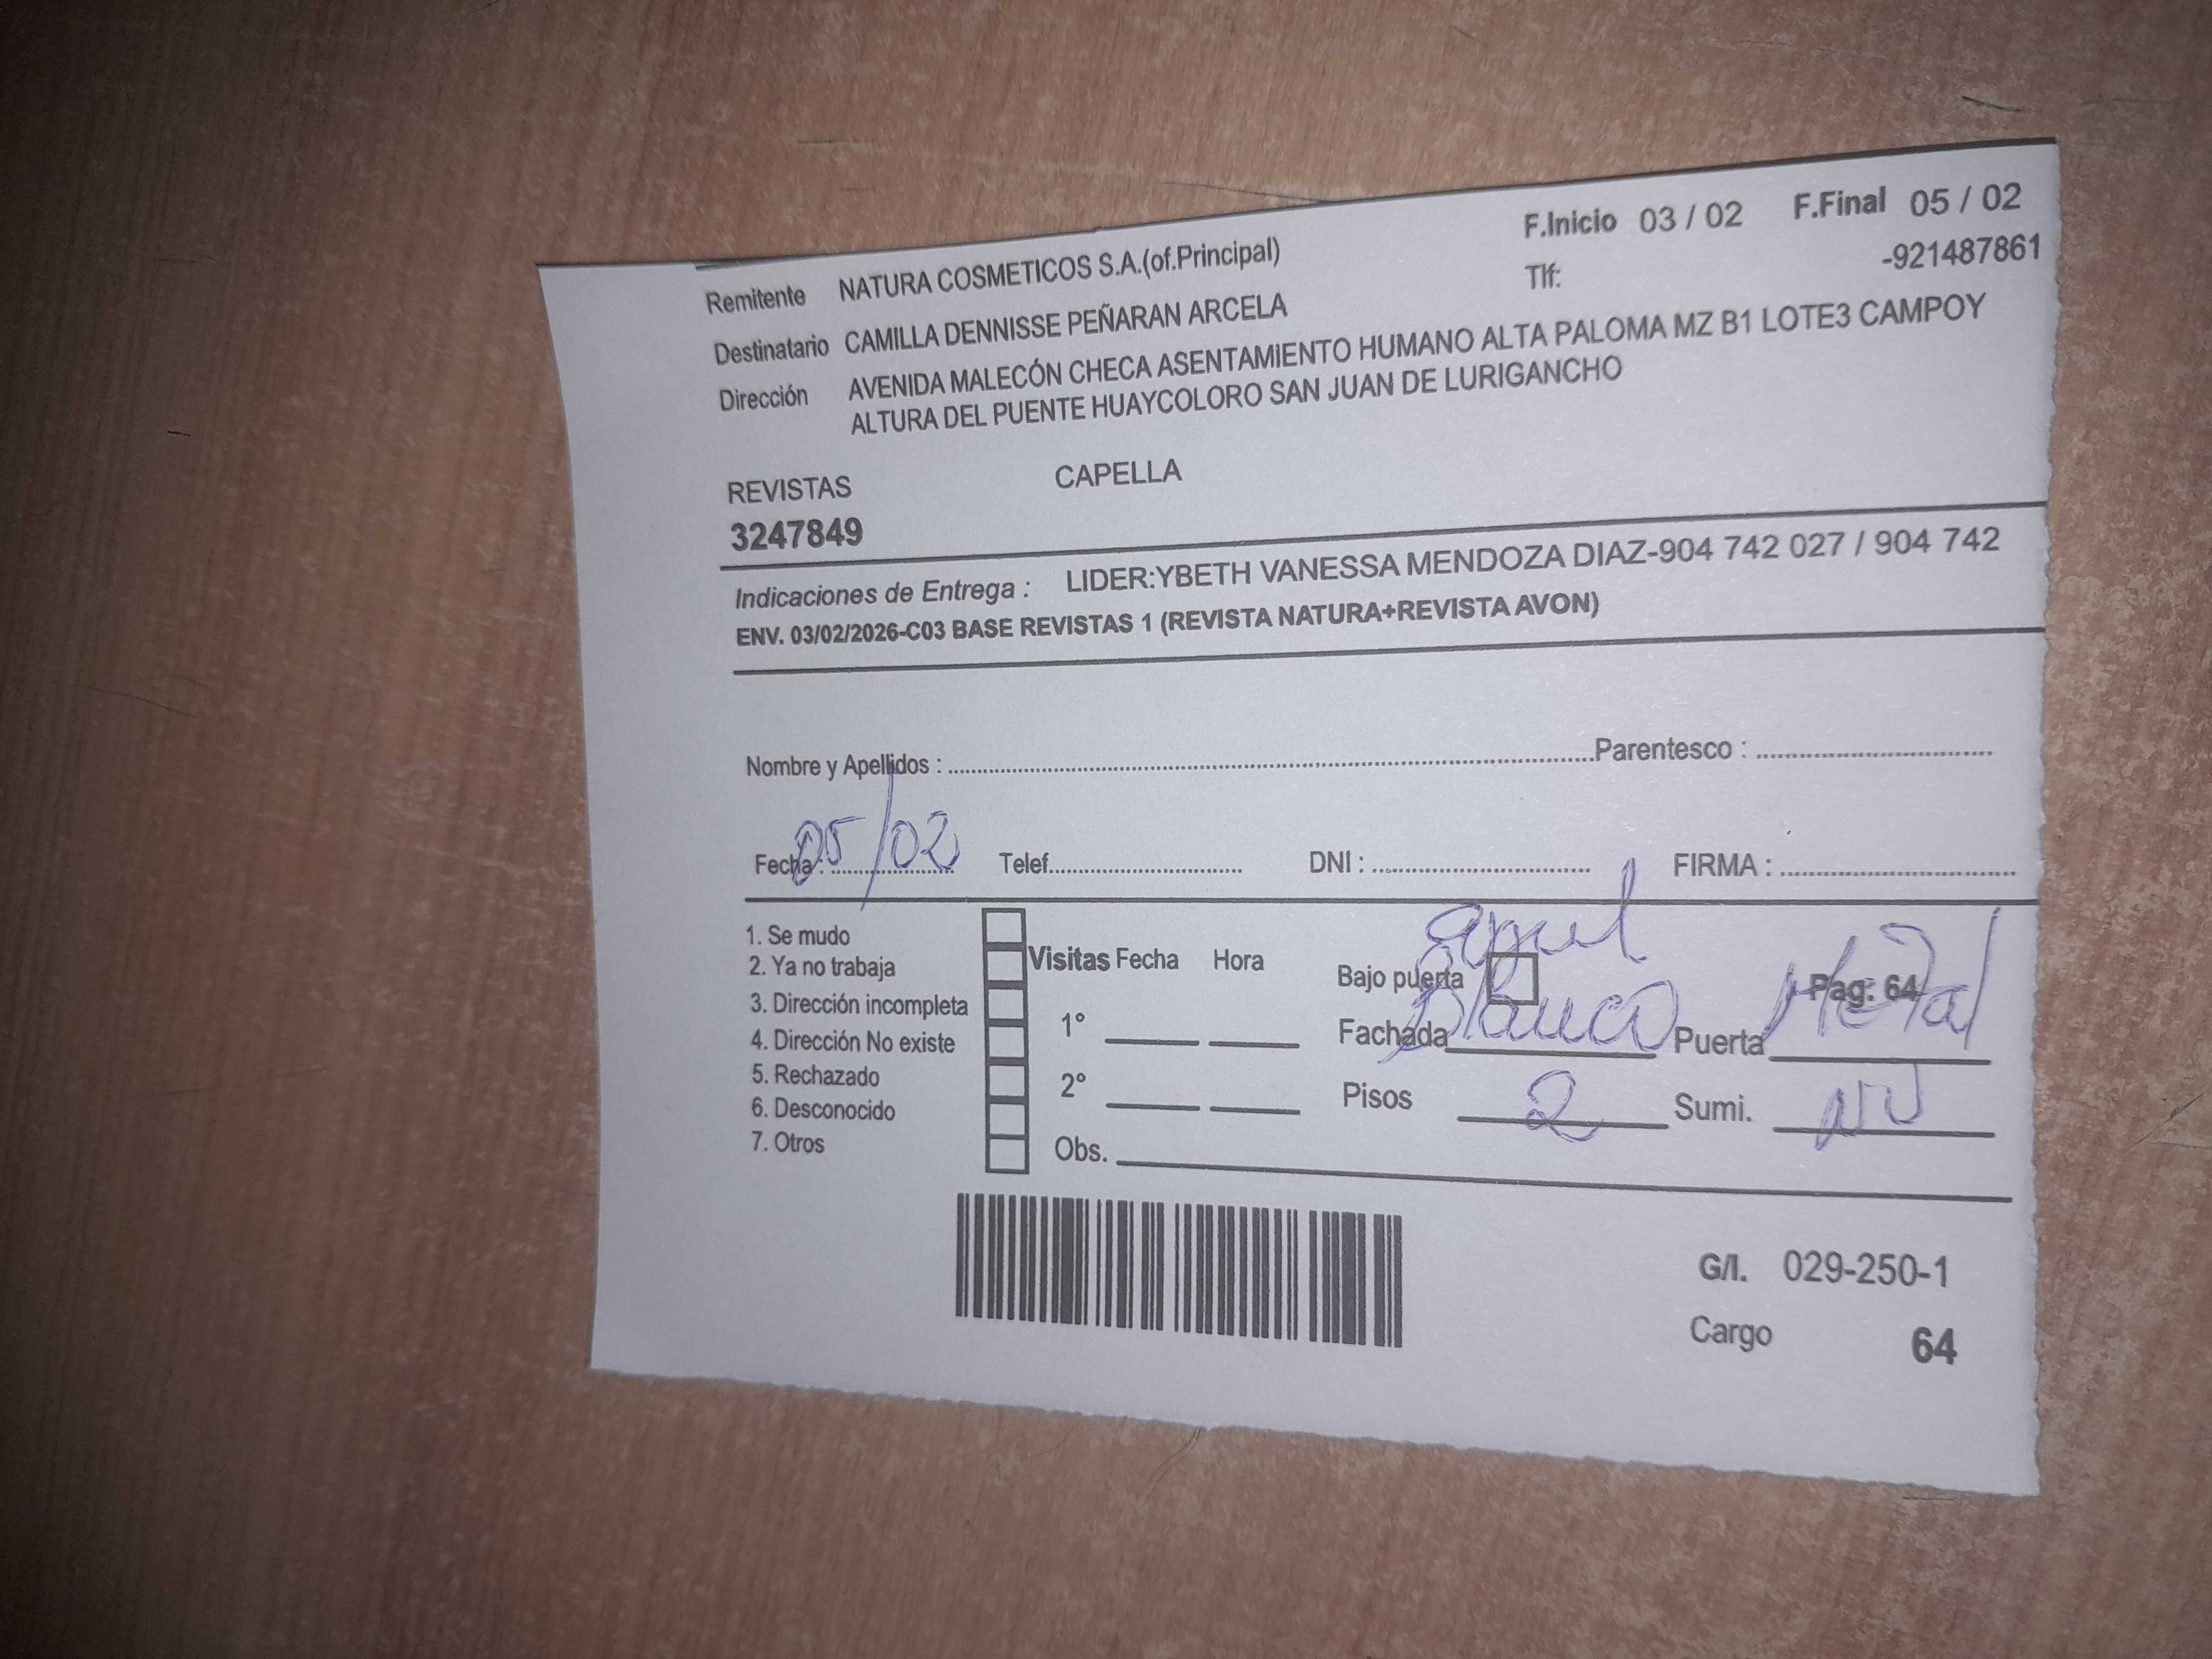 F.Inicio 03 / 02 F.Final 05 / 02
Remitente NATURA COSMETICOS S.A.(of.Principal) Tlf: -921487861
Destinatario CAMILLA DENNISSE PEÑARAN ARCELA
Dirección AVENIDA MALECÓN CHECA ASENTAMIENTO HUMANO ALTA PALOMA MZ B1 LOTE3 CAMPOY
ALTURA DEL PUENTE HUAYCOLORO SAN JUAN DE LURIGANCHO
REVISTAS CAPELLA
3247849
Indicaciones de Entrega : LIDER:YBETH VANESSA MENDOZA DIAZ-904 742 027 / 904 742
ENV. 03/02/2026-C03 BASE REVISTAS 1 (REVISTA NATURA+REVISTA AVON)
Nombre y Apellidos : Parentesco :
Fecha : 05/02 Telef. DNI : FIRMA :
1. Se mudo
2. Ya no trabaja
3. Dirección incompleta
4. Dirección No existe
5. Rechazado
6. Desconocido
7. Otros
Visitas Fecha Hora
1°
2°
Obs.
Bajo puerta Pag: 64
Fachada Blanco Puerta Metal
Pisos 2 Sumi.
G/I. 029-250-1
Cargo 64